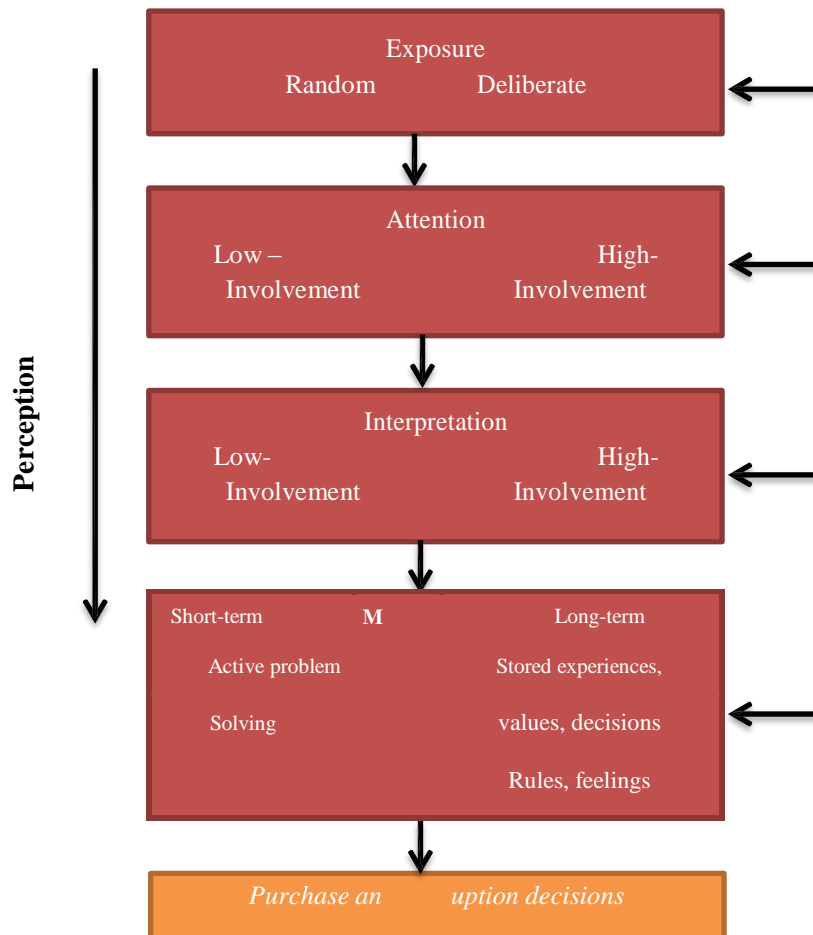 Exposure
Random Deliberate
Attention
Low – High-
Involvement Involvement
Interpretation
Low- High-
Involvement Involvement
Perception
Short-term M Long-term
Active problem Stored experiences,
Solving values, decisions
Rules, feelings
Purchase an uption decisions